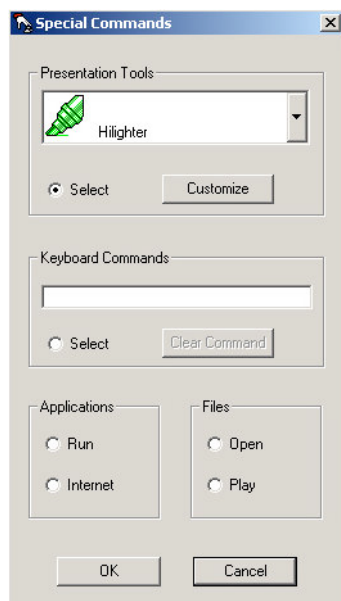 Special Commands
Presentation Tools
Hilighter
Select
Customize
Keyboard Commands
Select
Clear Command
Applications
Run
Internet
Files
Open
Play
OK
Cancel